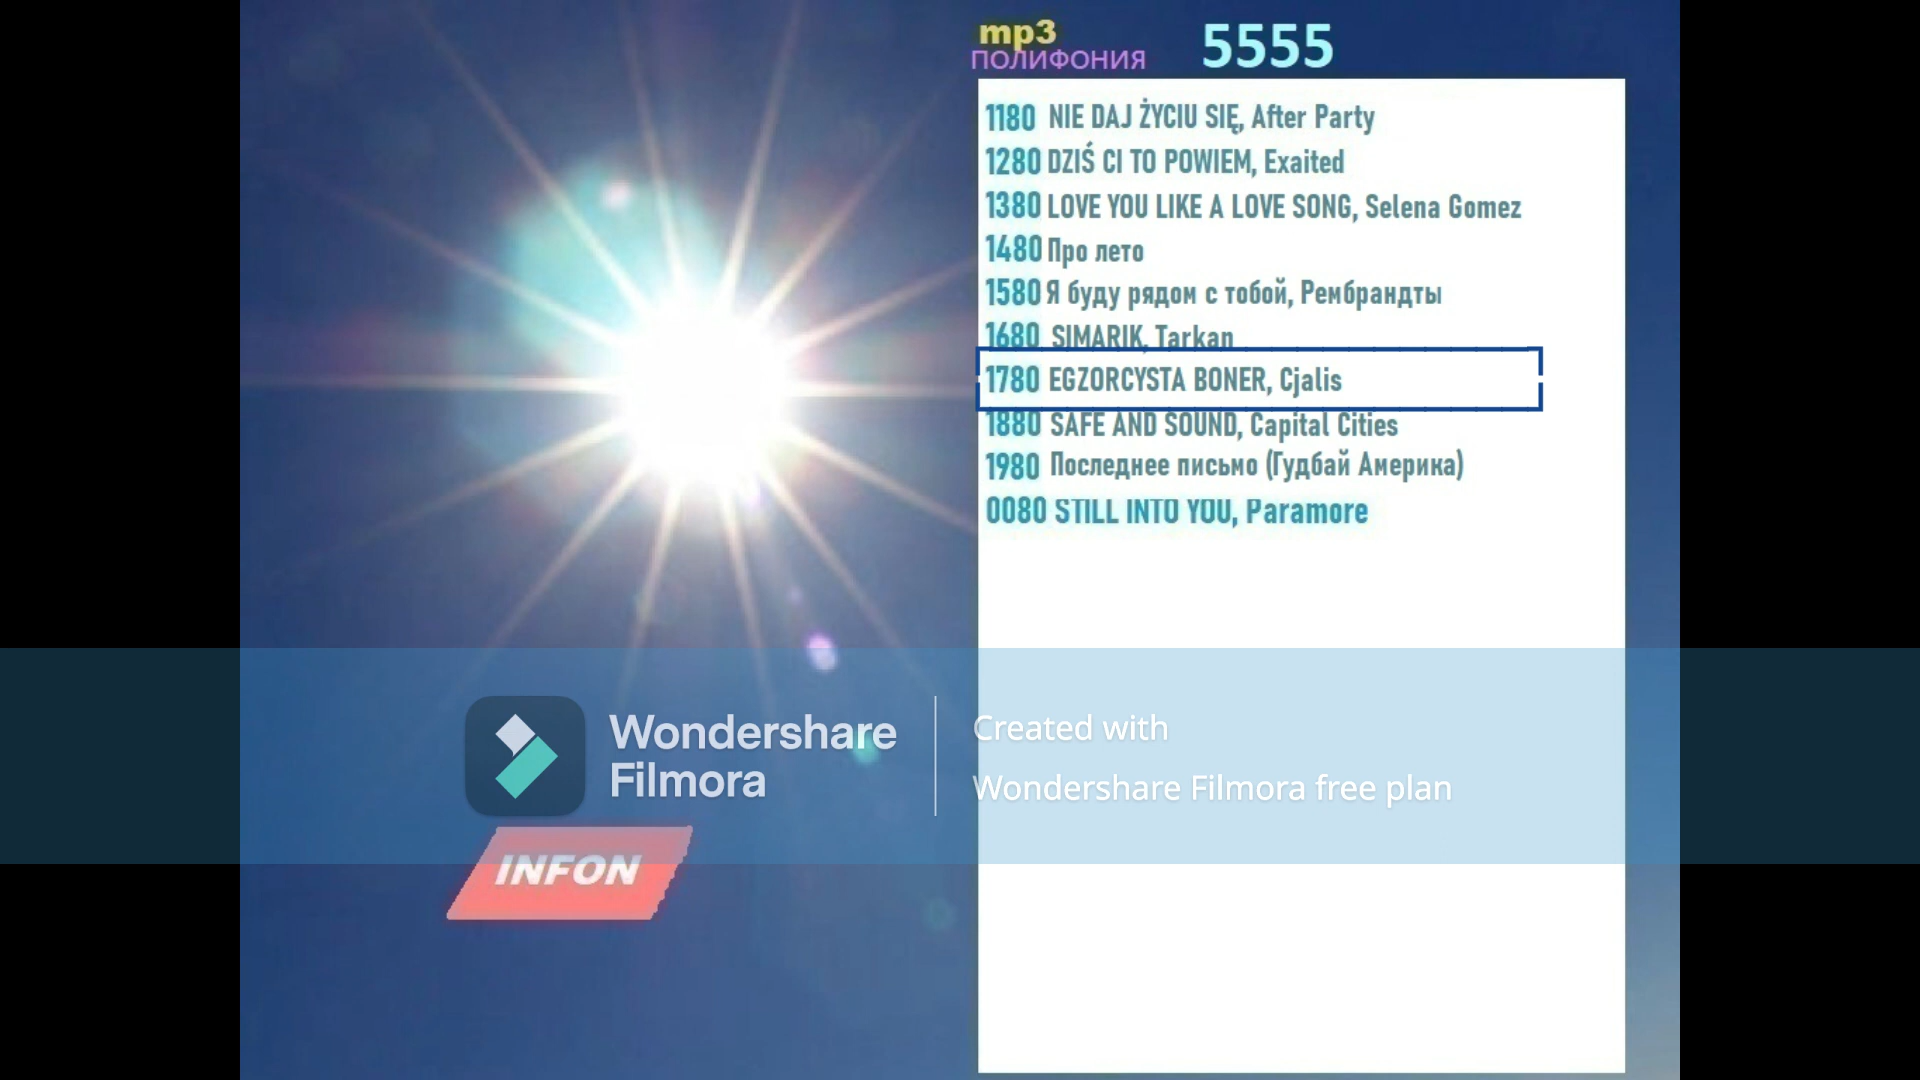 mp3
ПОЛИФОНИЯ
5555
1180 NIE DAJ ŻYCIU SIĘ, After Party
1280 DZIŚ CI TO POWIEM, Exaited
1380 LOVE YOU LIKE A LOVE SONG, Selena Gomez
1480 Про лето
1580 Я буду рядом с тобой, Рембрандты
1680 SIMARIK, Tarkan
1780 EGZORCYSTA BONER, Cjalis
1880 SAFE AND SOUND, Capital Cities
1980 Последнее письмо (Гудбай Америка)
0080 STILL INTO YOU, Paramore
Wondershare
Filmora
Created with
Wondershare Filmora free plan
INFON